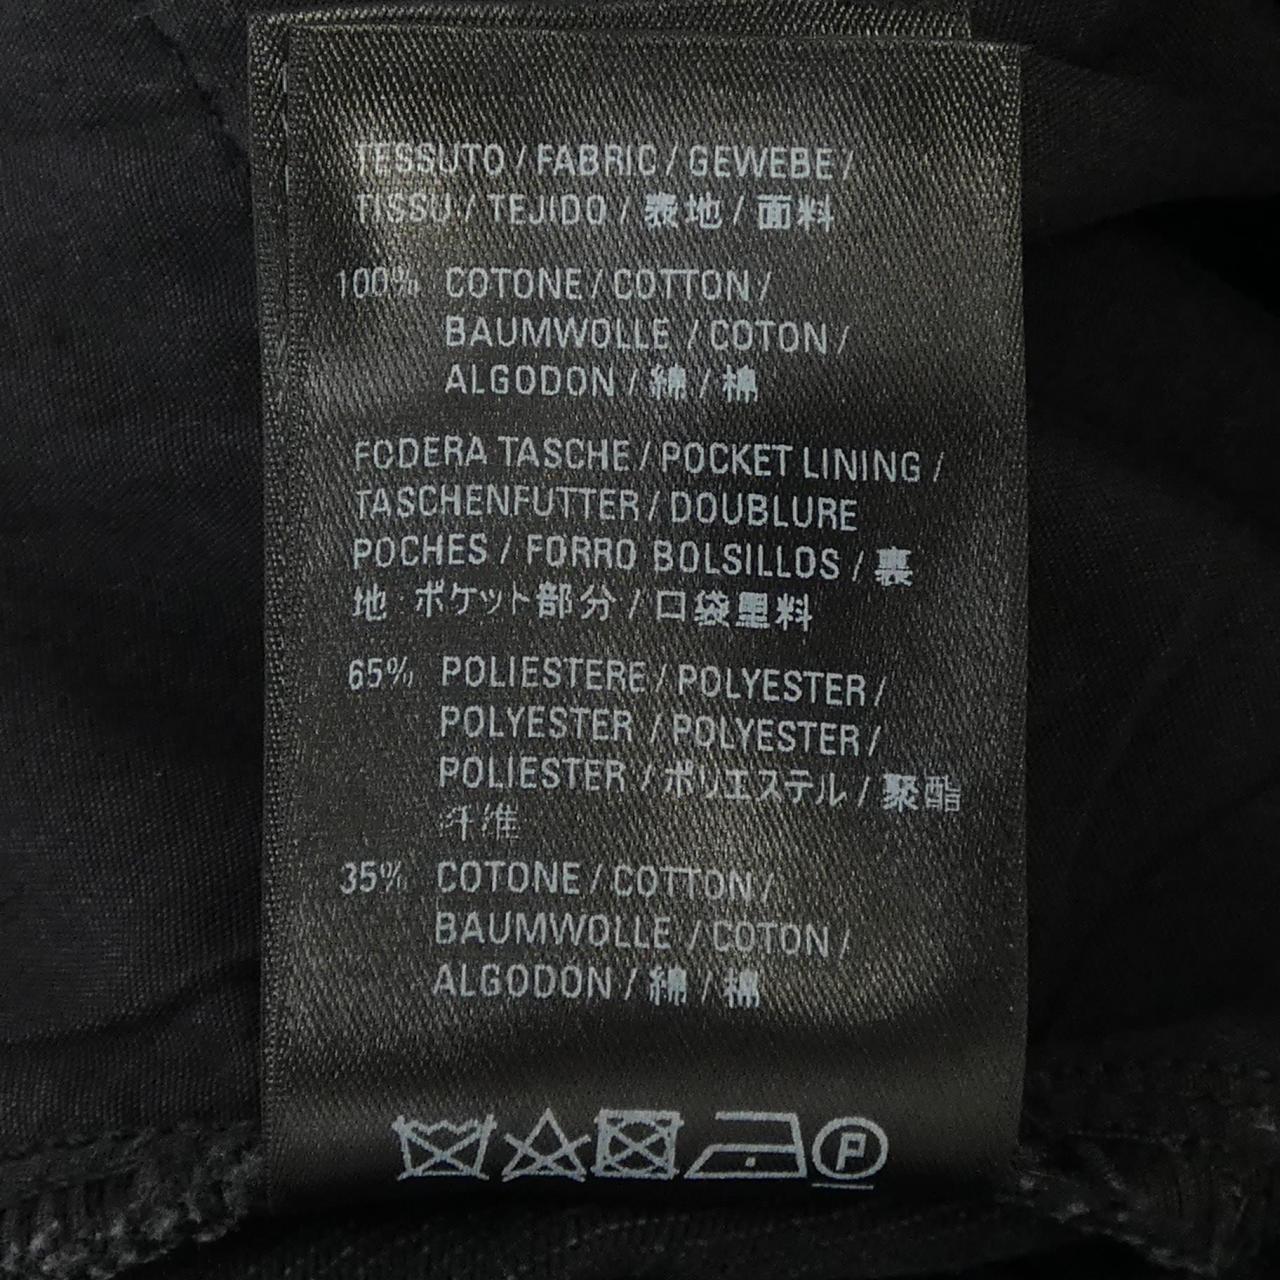 TESSUTO / FABRIC / GEWEBE /
TISSU / TEJIDO / 表地 / 面料
100% COTONE / COTTON /
BAUMWOLLE / COTON /
ALGODON / 綿 / 棉
FODERA TASCHE / POCKET LINING /
TASCHENFUTTER / DOUBLURE
POCHES / FORRO BOLSILLOS / 裏
地 ポケット部分 / 口袋里料
65% POLIESTERE / POLYESTER /
POLYESTER / POLYESTER /
POLIESTER / ポリエステル / 聚酯
纤维
35% COTONE / COTTON /
BAUMWOLLE / COTON /
ALGODON / 綿 / 棉
P